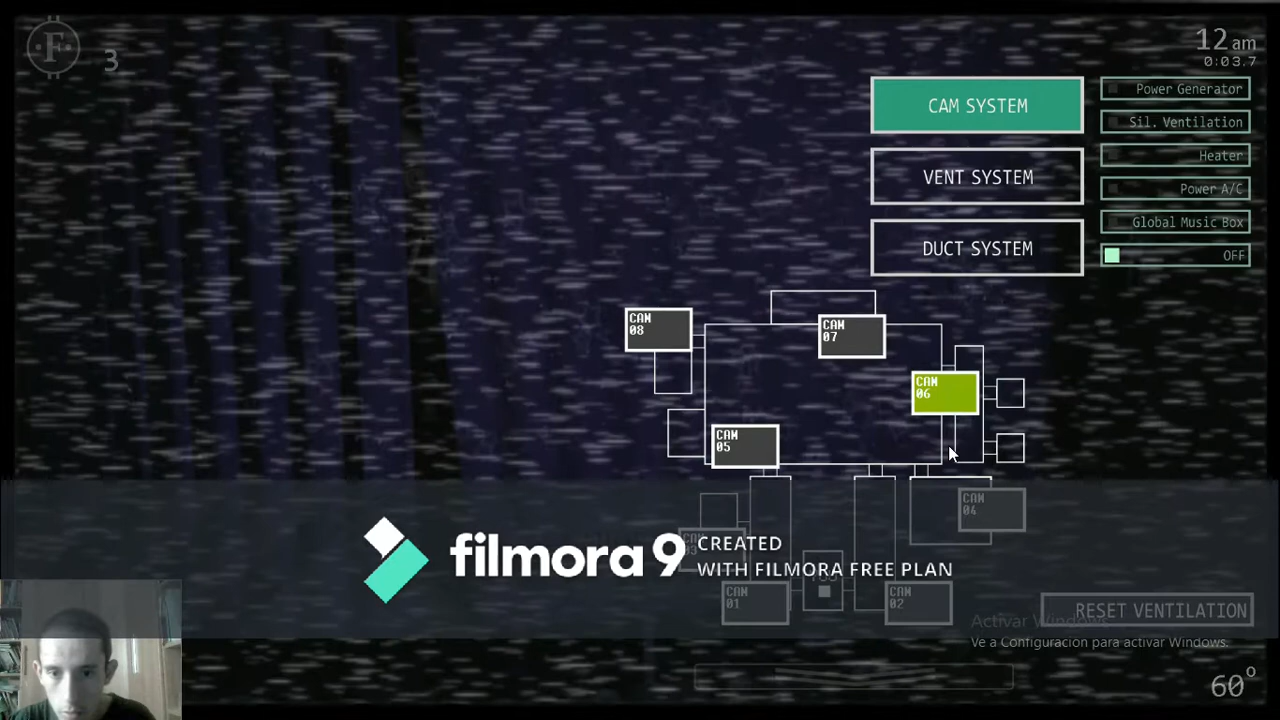 F
3
12 am
0:03.7
CAM SYSTEM
Power Generator
Sil. Ventilation
VENT SYSTEM
Heater
Power A/C
DUCT SYSTEM
Global Music Box
OFF
CAM
08
CAM
07
CAM
06
CAM
05
CAM
04
filmora 9
CREATED
WITH FILMORA FREE PLAN
03
YOU
CAM
01
CAM
02
RESET VENTILATION
Activar Windows
Ve a Configuración para activar Windows.
60°